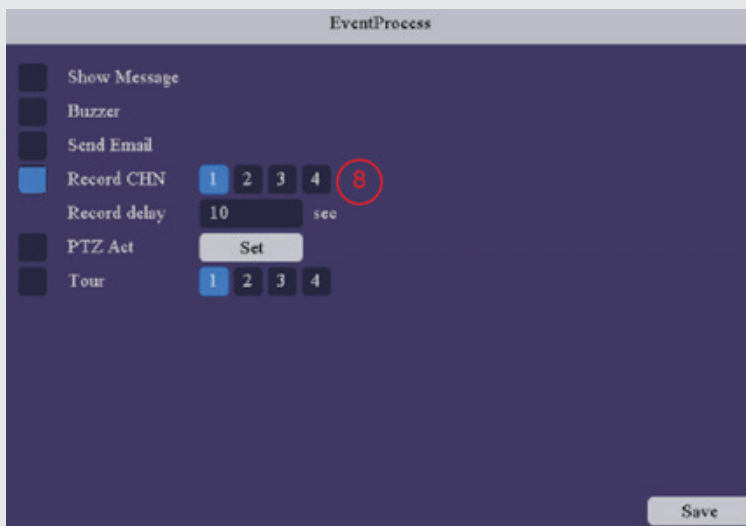 EventProcess
Show Message
Buzzer
Send Email
Record CHN 1 2 3 4 8
Record delay 10 sec
PTZ Act Set
Tour 1 2 3 4
Save